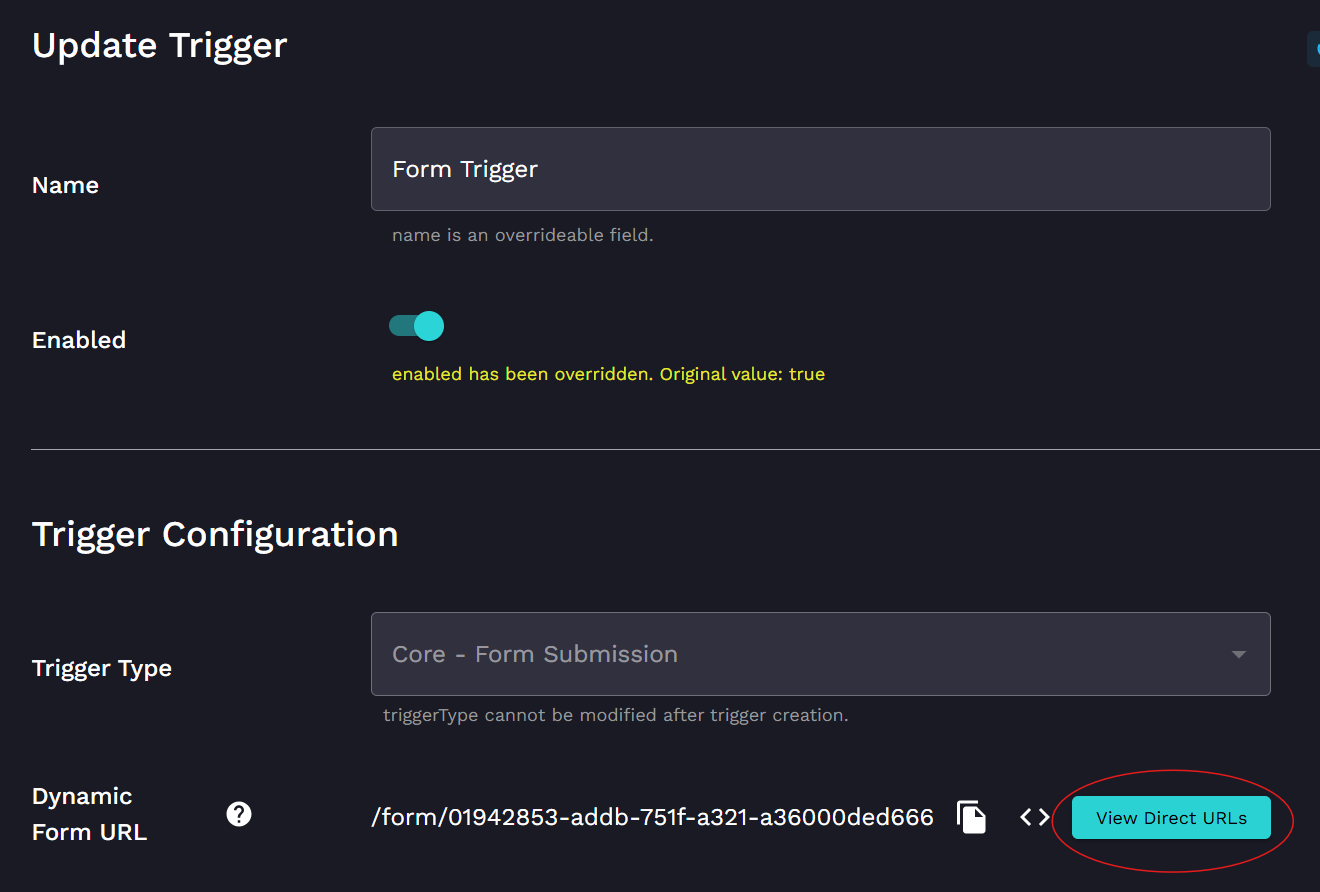 Update Trigger
Name
Form Trigger
name is an overrideable field.
Enabled
enabled has been overridden. Original value: true
Trigger Configuration
Trigger Type
Core - Form Submission
triggerType cannot be modified after trigger creation.
Dynamic
Form URL
/form/01942853-addb-751f-a321-a36000ded666
View Direct URLs